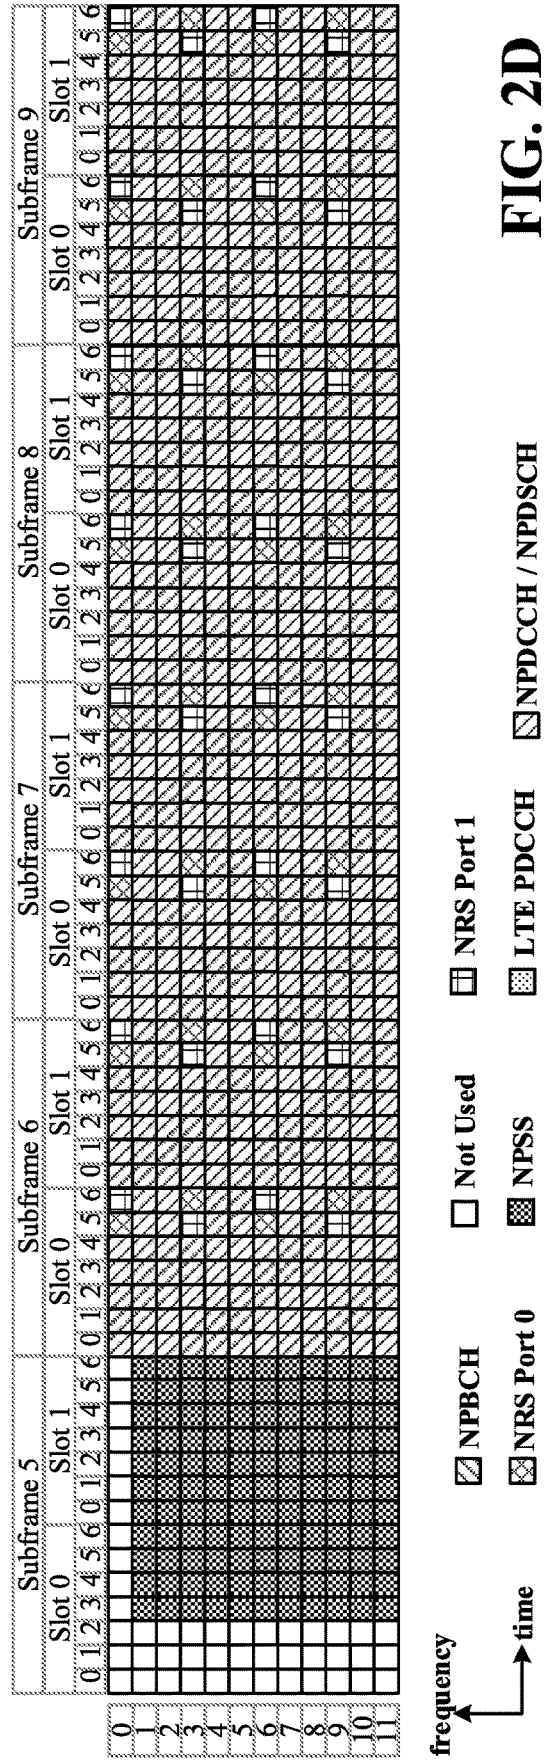 Subframe 5 Subframe 6 Subframe 7 Subframe 8 Subframe 9
Slot 0 Slot 1 Slot 0 Slot 1 Slot 0 Slot 1 Slot 0 Slot 1 Slot 0 Slot 1
0 1 2 3 4 5 6 0 1 2 3 4 5 6 0 1 2 3 4 5 6 0 1 2 3 4 5 6 0 1 2 3 4 5 6 0 1 2 3 4 5 6 0 1 2 3 4 5 6 0 1 2 3 4 5 6 0 1 2 3 4 5 6 0 1 2 3 4 5 6
0
1
2
3
4
5
6
7
8
9
10
11
frequency
time
NPBCH Not Used NRS Port 1
NRS Port 0 NPSS LTE PDCCH NPDCCH / NPDSCH
FIG. 2D